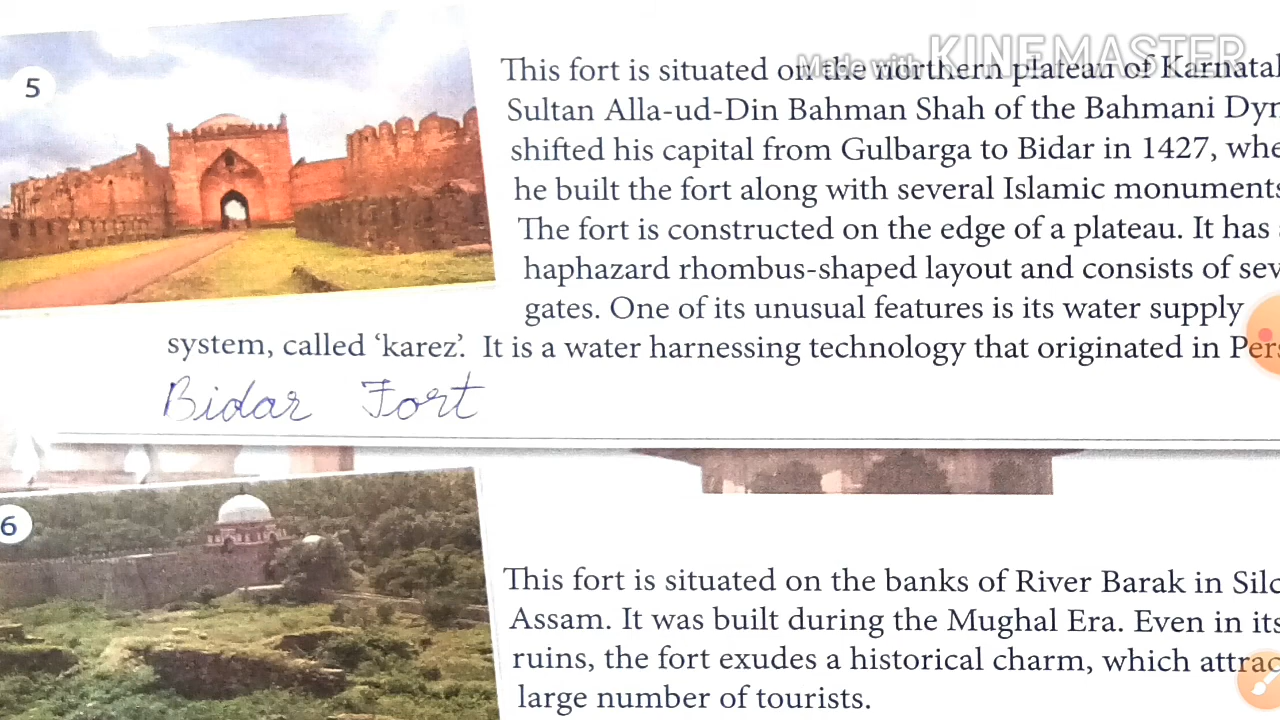 5
Made with KINEMASTER
This fort is situated on the northern plateau of
Sultan Alla-ud-Din Bahman Shah of the Bahmani
shifted his capital from Gulbarga to Bidar in 1427,
he built the fort along with several Islamic monuments
The fort is constructed on the edge of a plateau. It has
haphazard rhombus-shaped layout and consists of
gates. One of its unusual features is its water supply
system, called ‘karez’. It is a water harnessing technology that originated in
Bidar Fort
6
This fort is situated on the banks of River Barak in
Assam. It was built during the Mughal Era. Even in its
ruins, the fort exudes a historical charm, which
large number of tourists.